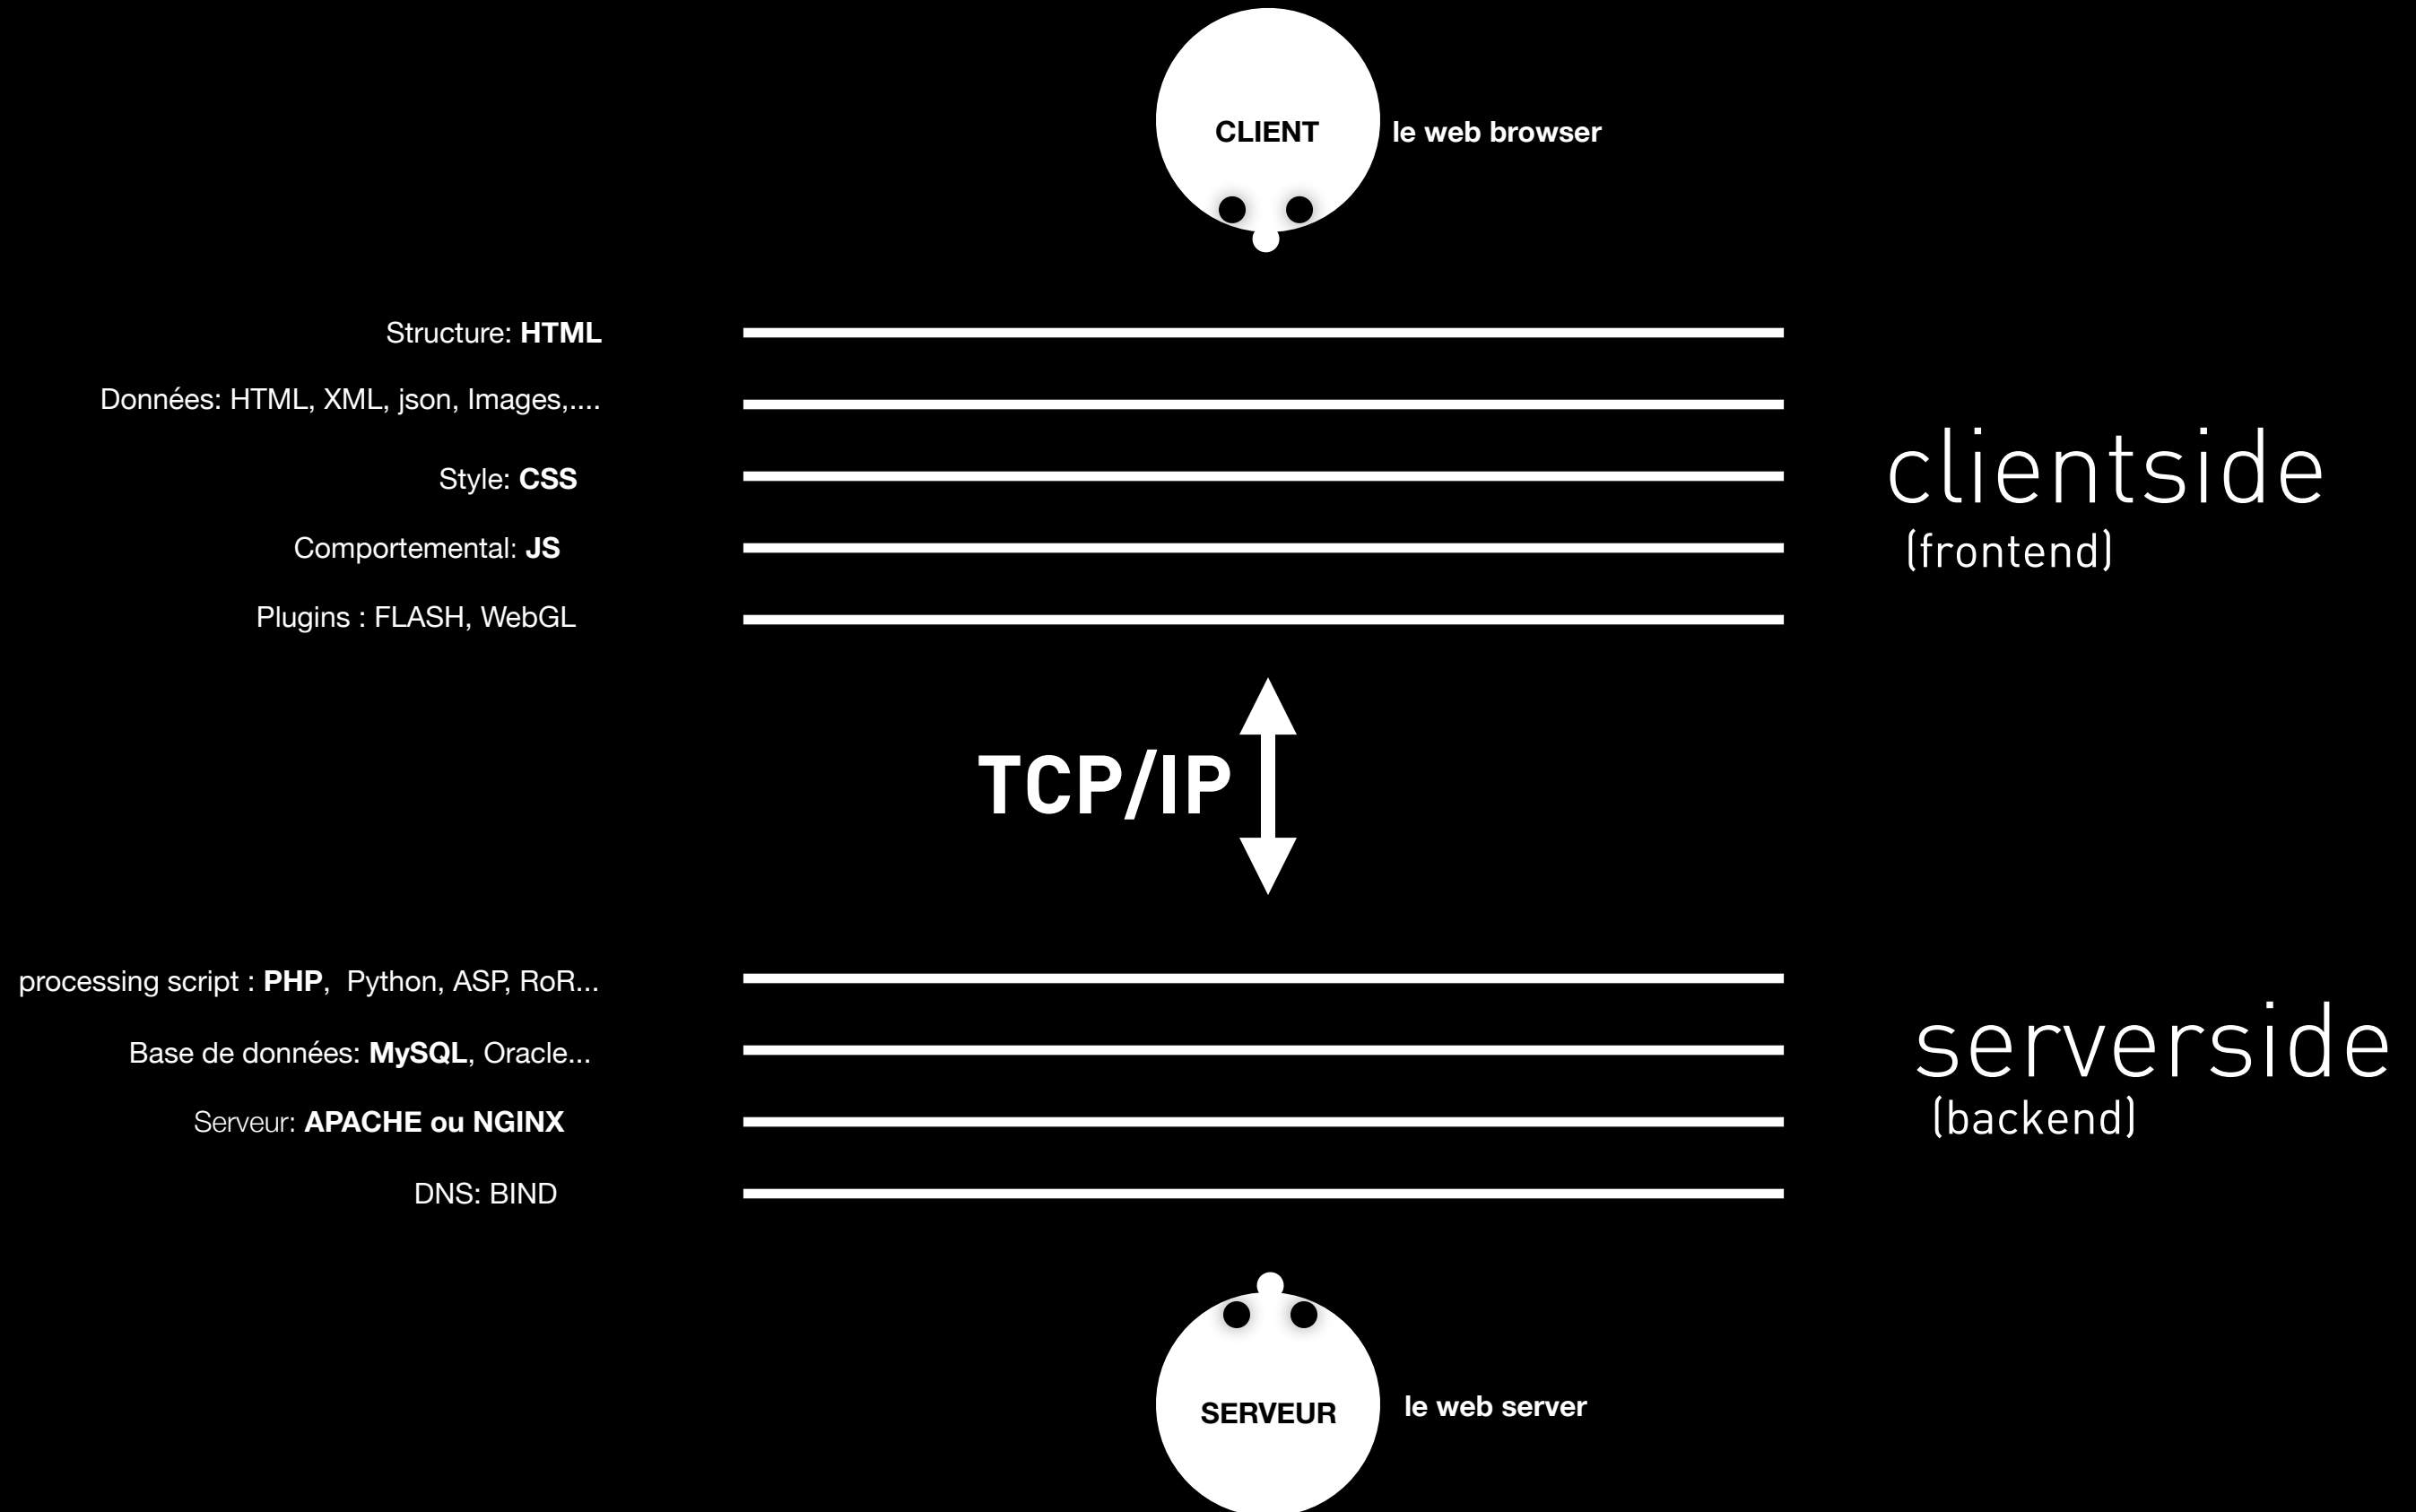 CLIENT
le web browser
Structure: HTML
Données: HTML, XML, json, Images,....
Style: CSS
Comportemental: JS
Plugins : FLASH, WebGL
clientside
(frontend)
TCP/IP
processing script : PHP,  Python, ASP, RoR...
Base de données: MySQL, Oracle...
Serveur: APACHE ou NGINX
DNS: BIND
serverside
(backend)
SERVEUR
le web server